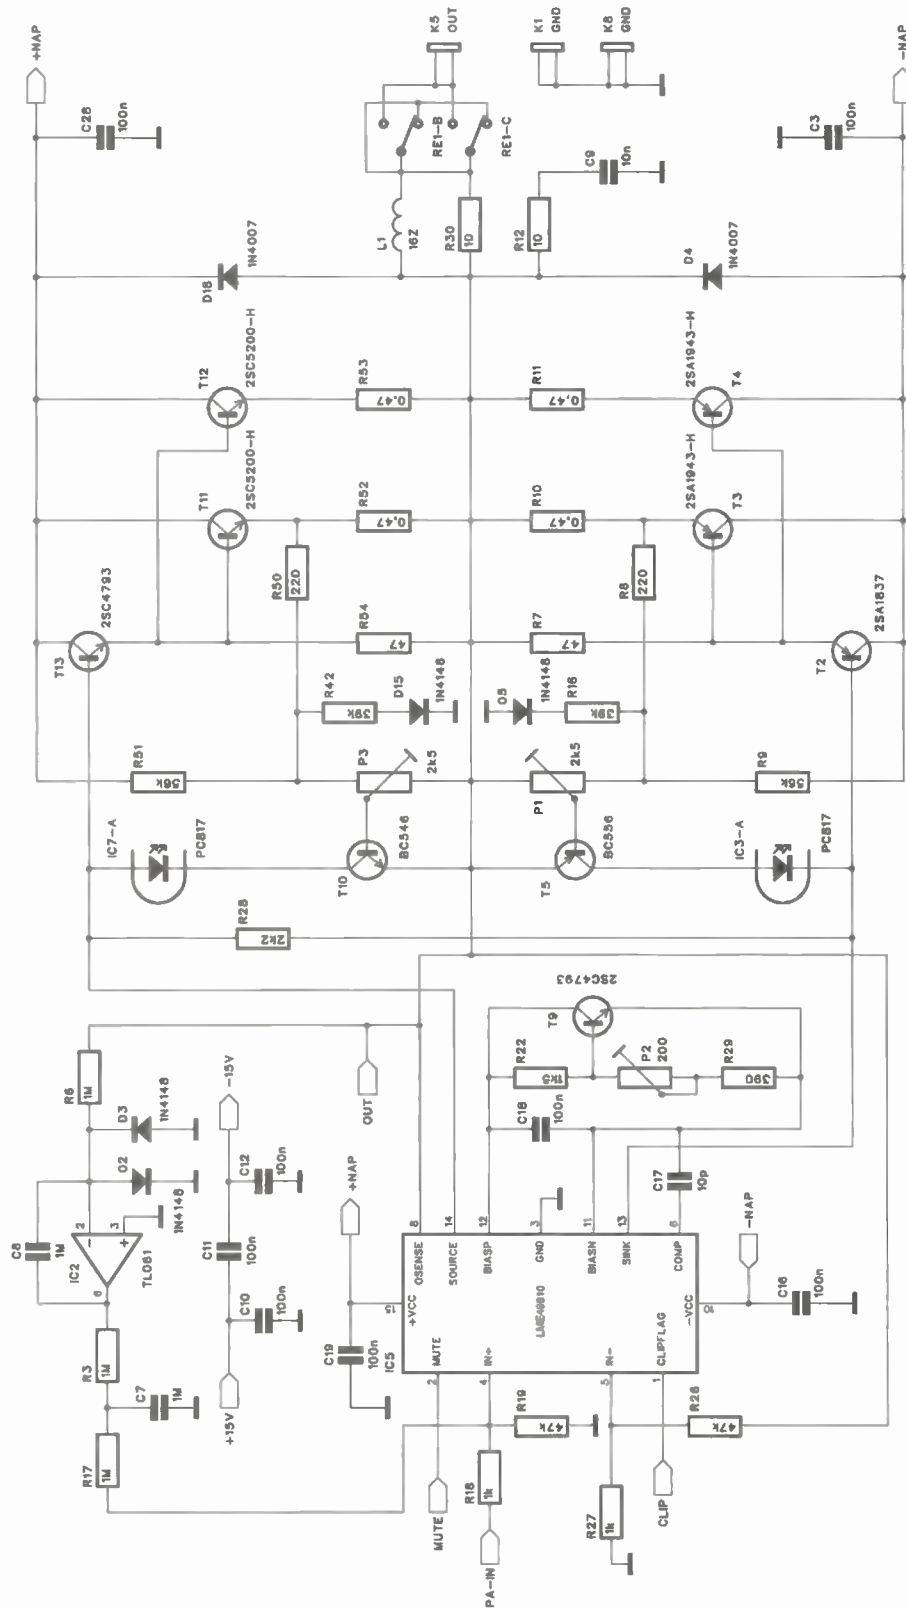 +NAP
C28
100n
K5
OUT
K1
GND
K8
GND
-NAP
RE1-B
RE1-C
C9
10n
C3
100n
D18
1N4007
L1
16Z
R30
10
R12
10
D4
1N4007
T12
2SC5200-H
R53
0,47
R11
0,47
2SA1943-H
T4
T11
2SC5200-H
R52
0,47
R10
0,47
2SA1943-H
T3
R50
220
R8
220
T13
2SC4793
R54
47
R7
47
T2
2SA1837
R42
39k
D15
1N4148
D5
1N4148
R16
39k
R51
56k
P3
2k5
P1
2k5
R9
56k
IC7-A
PC817
T10
BC546
T5
BC556
IC3-A
PC817
R28
2k2
R6
1M
D3
1N4148
D2
1N4148
C8
1M
IC2
TL081
2
3
6
-
+
R3
1M
C7
1M
R17
1M
-15V
C12
100n
C11
100n
C10
100n
+15V
OUT
+NAP
C19
100n
IC5
15
+VCC
8
OSENSE
14
SOURCE
12
BIASP
3
GND
11
BIASN
13
SINK
6
COMP
LME49810
MUTE
2
IN+
4
IN-
5
CLIPFLAG
1
-VCC
10
C18
100n
R22
1k5
T9
2SC4793
P2
200
R29
390
C17
10p
-NAP
C16
100n
MUTE
R18
1k
PA-IN
R19
47k
R27
1k
CLIP
R26
47k